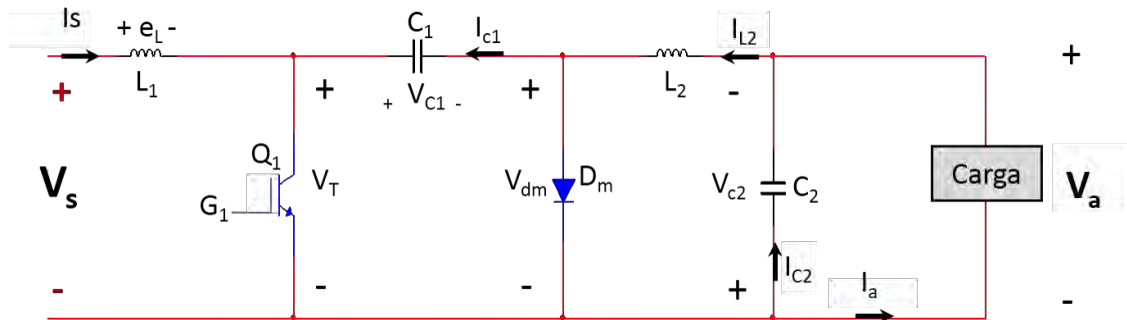 Is
+ eL -
L1
C1
Ic1
+ VC1 -
L2
IL2
+
+
+
-
+
Vs
Q1
G1
VT
Vdm
Dm
Vc2
C2
Carga
Va
-
-
-
+
IC2
Ia
-